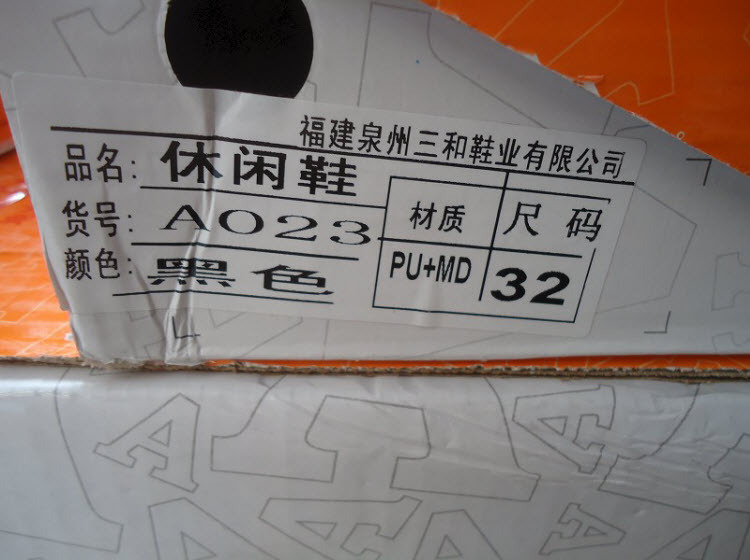 福建泉州三和鞋业有限公司
品名: 休闲鞋
货号: A023
颜色: 黑色
材质 尺码
PU+MD 32